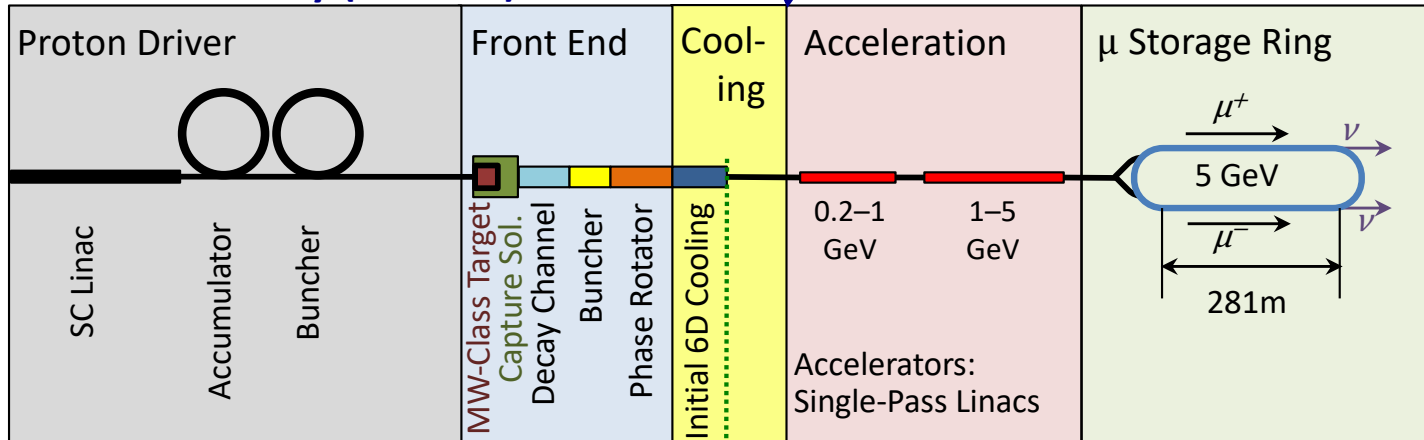 Proton Driver
Front End
Cool-
ing
Acceleration
μ Storage Ring
SC Linac
Accumulator
Buncher
MW-Class Target
Capture Sol.
Decay Channel
Buncher
Phase Rotator
Initial 6D Cooling
0.2–1
GeV
1–5
GeV
Accelerators:
Single-Pass Linacs
μ+
ν
5 GeV
μ−
ν
281m